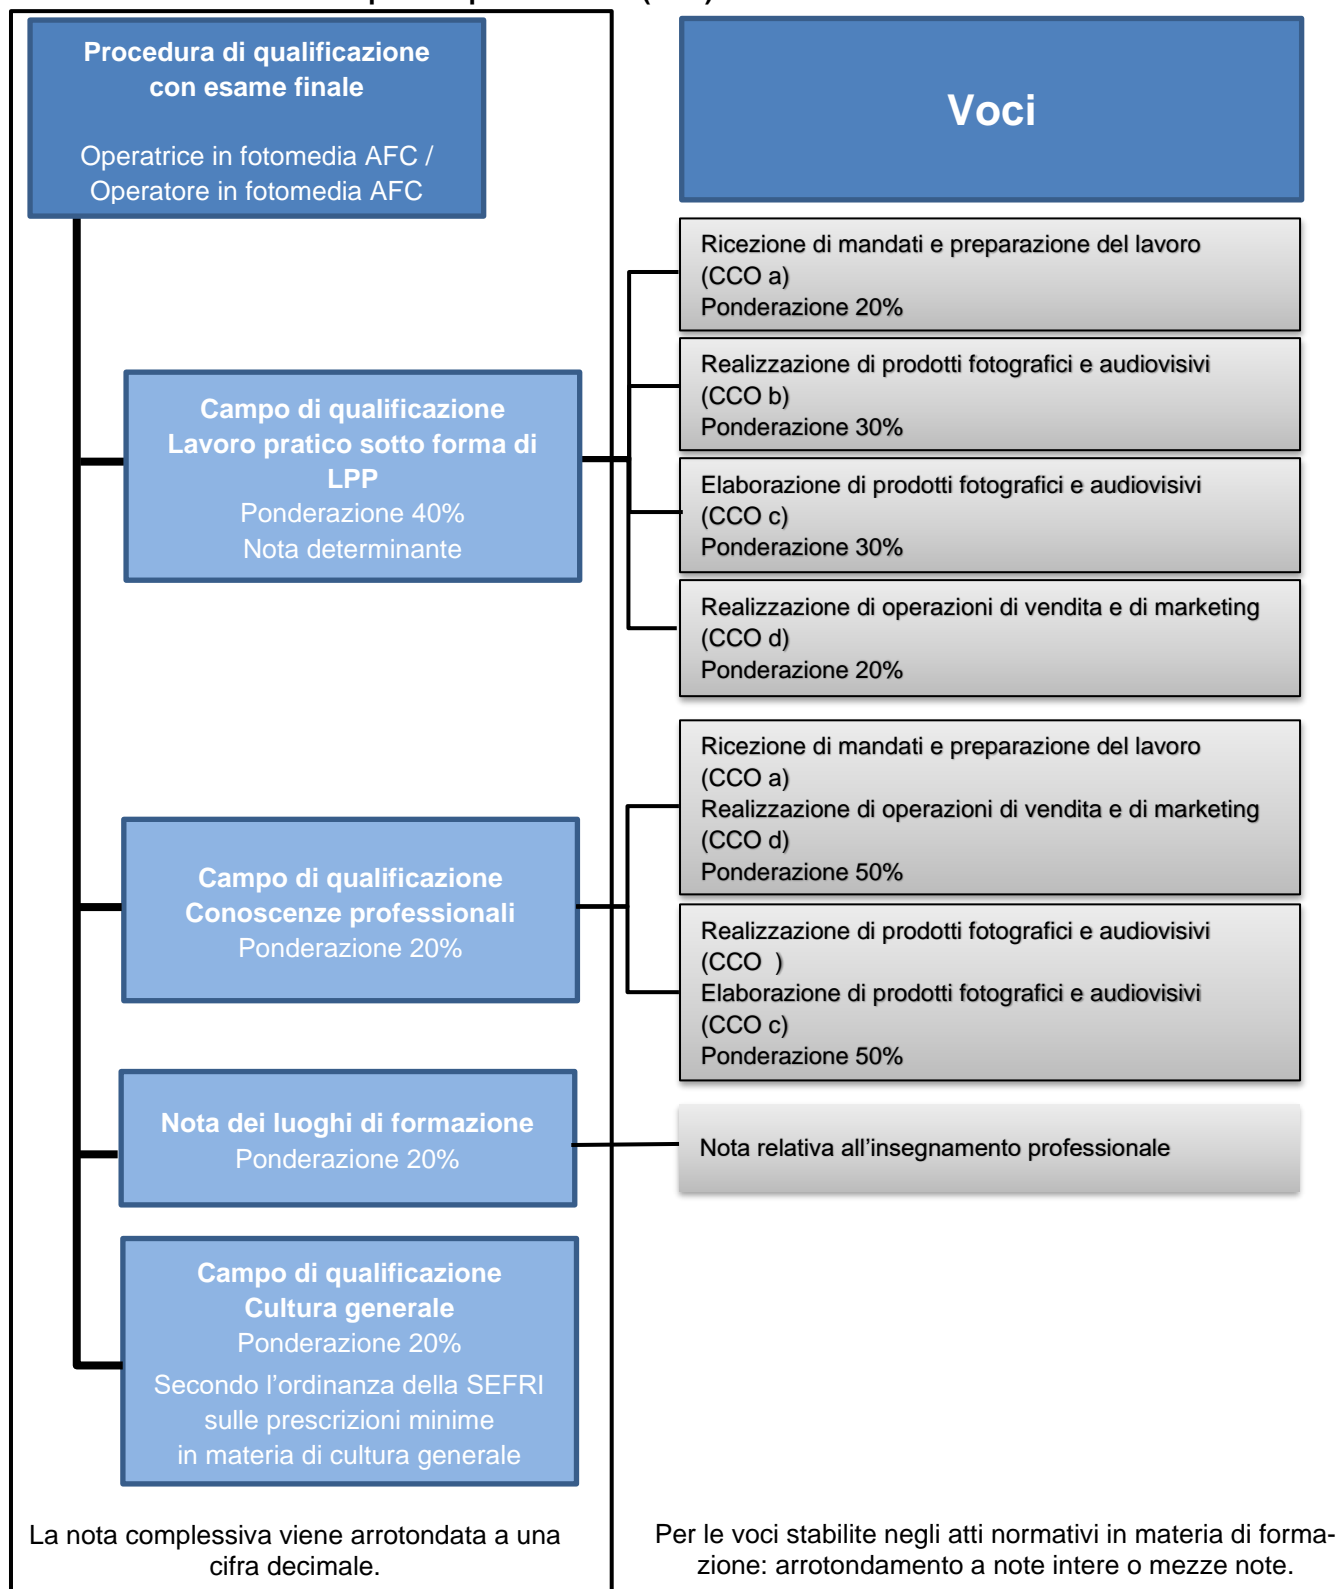 Procedura di qualificazione
con esame finale
Operatrice in fotomedia AFC /
Operatore in fotomedia AFC
Voci
Campo di qualificazione
Lavoro pratico sotto forma di
LPP
Ponderazione 40%
Nota determinante
Ricezione di mandati e preparazione del lavoro
(CCO a)
Ponderazione 20%
Realizzazione di prodotti fotografici e audiovisivi
(CCO b)
Ponderazione 30%
Elaborazione di prodotti fotografici e audiovisivi
(CCO c)
Ponderazione 30%
Realizzazione di operazioni di vendita e di marketing
(CCO d)
Ponderazione 20%
Campo di qualificazione
Conoscenze professionali
Ponderazione 20%
Ricezione di mandati e preparazione del lavoro
(CCO a)
Realizzazione di operazioni di vendita e di marketing
(CCO d)
Ponderazione 50%
Realizzazione di prodotti fotografici e audiovisivi
(CCO  )
Elaborazione di prodotti fotografici e audiovisivi
(CCO c)
Ponderazione 50%
Nota dei luoghi di formazione
Ponderazione 20%
Nota relativa all’insegnamento professionale
Campo di qualificazione
Cultura generale
Ponderazione 20%
Secondo l’ordinanza della SEFRI
sulle prescrizioni minime
in materia di cultura generale
La nota complessiva viene arrotondata a una
cifra decimale.
Per le voci stabilite negli atti normativi in materia di forma-
zione: arrotondamento a note intere o mezze note.